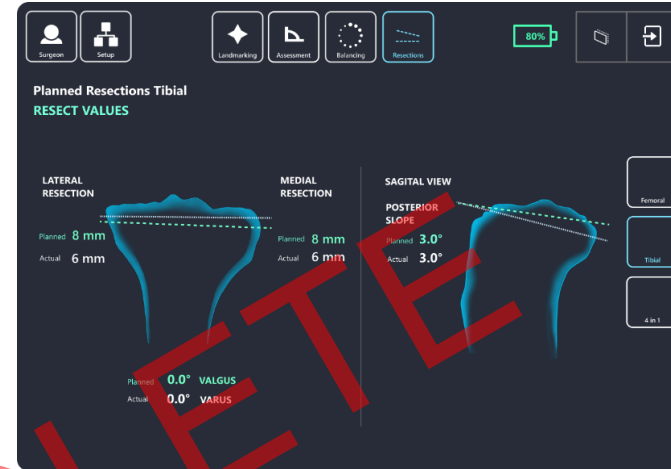 Surgeon
Setup
Landmarking
Assessment
Balancing
Resections
80%
Planned Resections Tibial
RESECT VALUES
LATERAL
RESECTION
Planned 8 mm
Actual 6 mm
MEDIAL
RESECTION
Planned 8 mm
Actual 6 mm
Planned 0.0° VALGUS
Actual 0.0° VARUS
SAGITAL VIEW
POSTERIOR
SLOPE
Planned 3.0°
Actual 3.0°
Femoral
Tibial
4 in 1
LETE